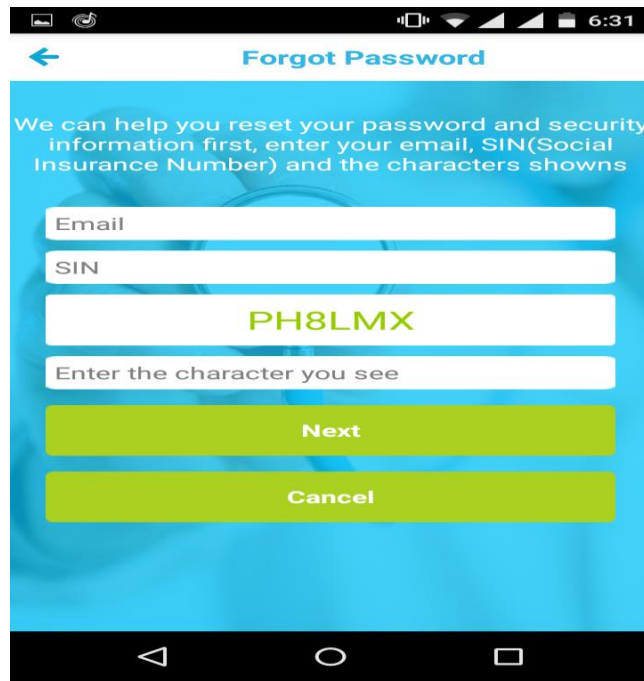 6:31
Forgot Password
We can help you reset your password and security
information first, enter your email, SIN(Social
Insurance Number) and the characters showns
Email
SIN
PH8LMX
Enter the character you see
Next
Cancel